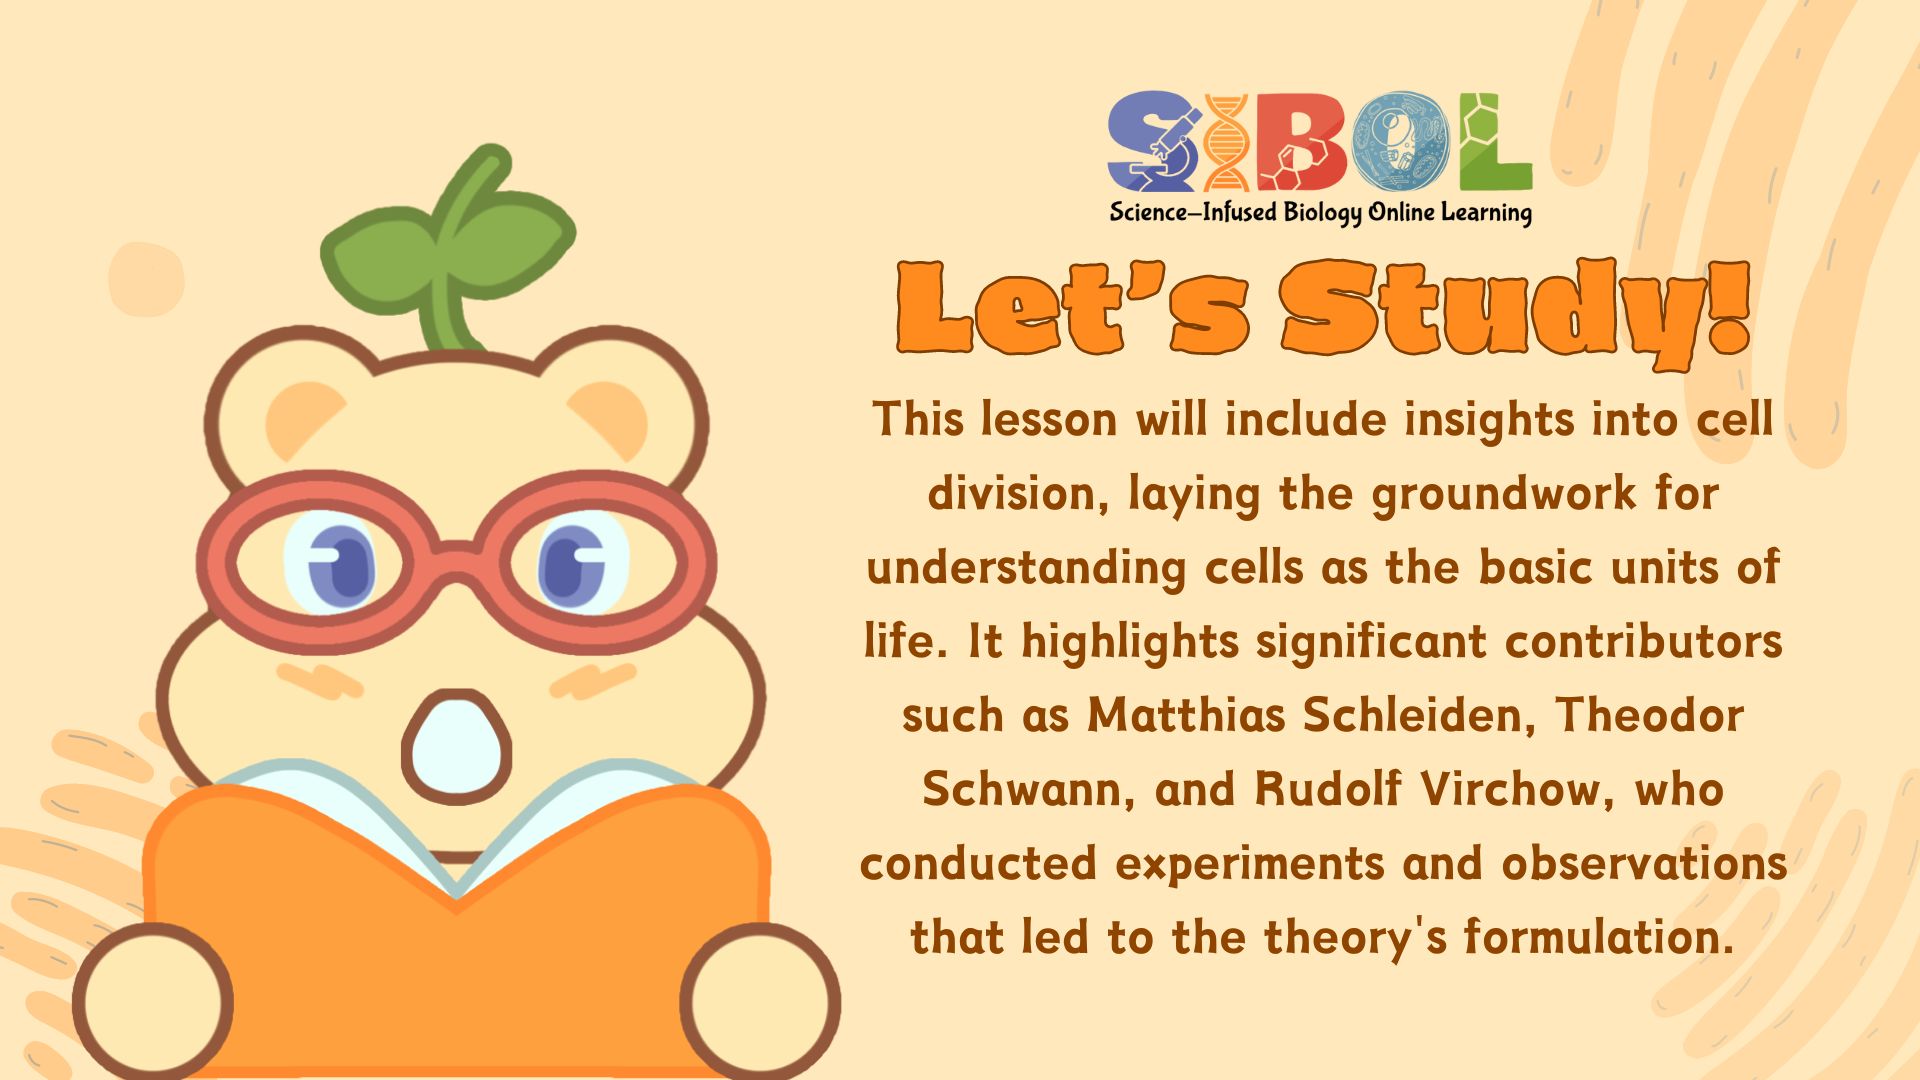 SIBOL
Science-Infused Biology Online Learning
Let's Study!
This lesson will include insights into cell
division, laying the groundwork for
understanding cells as the basic units of
life. It highlights significant contributors
such as Matthias Schleiden, Theodor
Schwann, and Rudolf Virchow, who
conducted experiments and observations
that led to the theory's formulation.